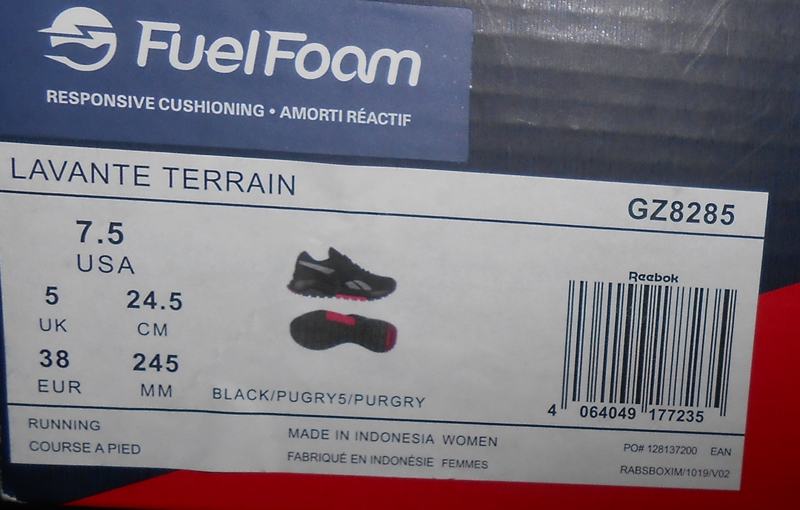 FuelFoam
RESPONSIVE CUSHIONING • AMORTI RÉACTIF
LAVANTE TERRAIN
GZ8285
7.5
USA
5 24.5
UK CM
38 245
EUR MM
BLACK/PUGRY5/PURGRY
Reebok
4 064049 177235
RUNNING
COURSE A PIED
MADE IN INDONESIA WOMEN
FABRIQUÉ EN INDONÉSIE FEMMES
PO# 128137200 EAN
RABSBOXIM/1019/V02